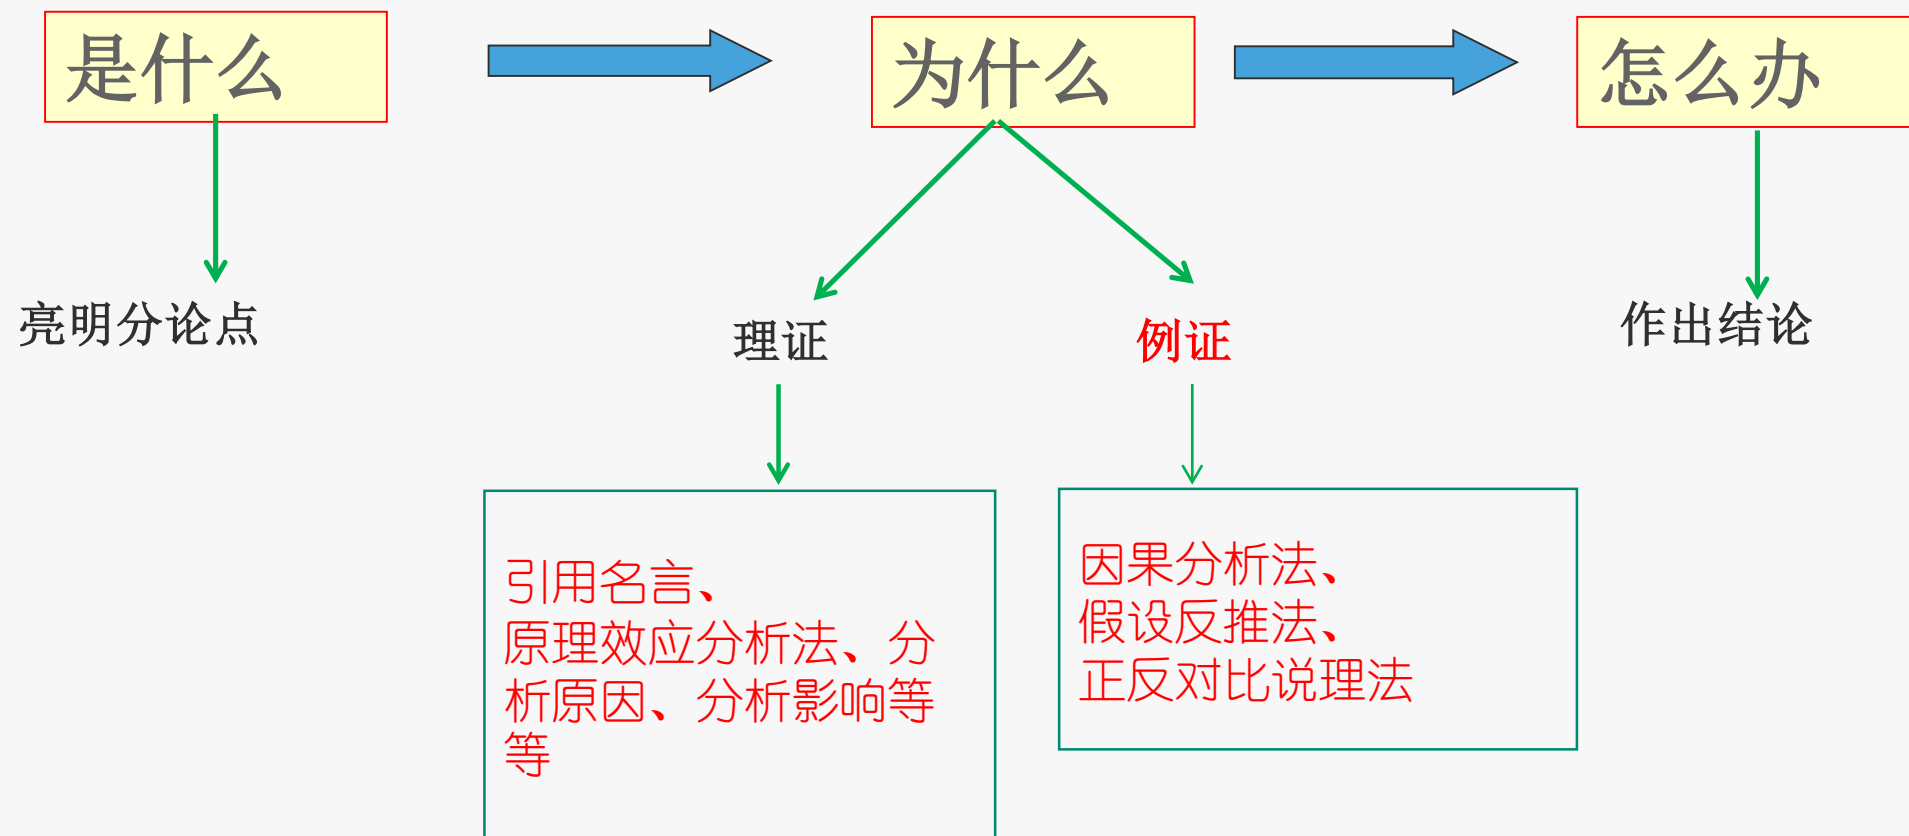 是什么
为什么
怎么办
亮明分论点
理证
例证
作出结论
引用名言、
原理效应分析法、分
析原因、分析影响等
等
因果分析法、
假设反推法、
正反对比说理法